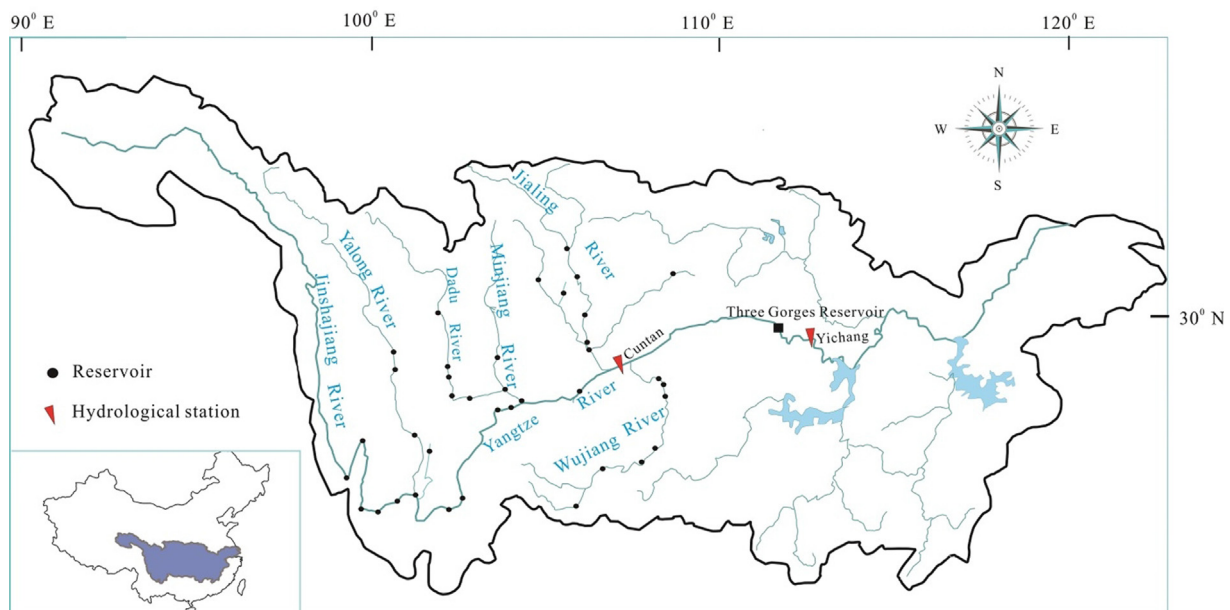 90° E
100° E
110° E
120° E
N
W
E
S
30° N
Jialing
River
Yalong
River
Dadu
River
Minjiang
River
Jinshajiang
River
Three Gorges Reservoir
Yichang
Cuntan
Yangtze
River
Wujiang River
Reservoir
Hydrological station